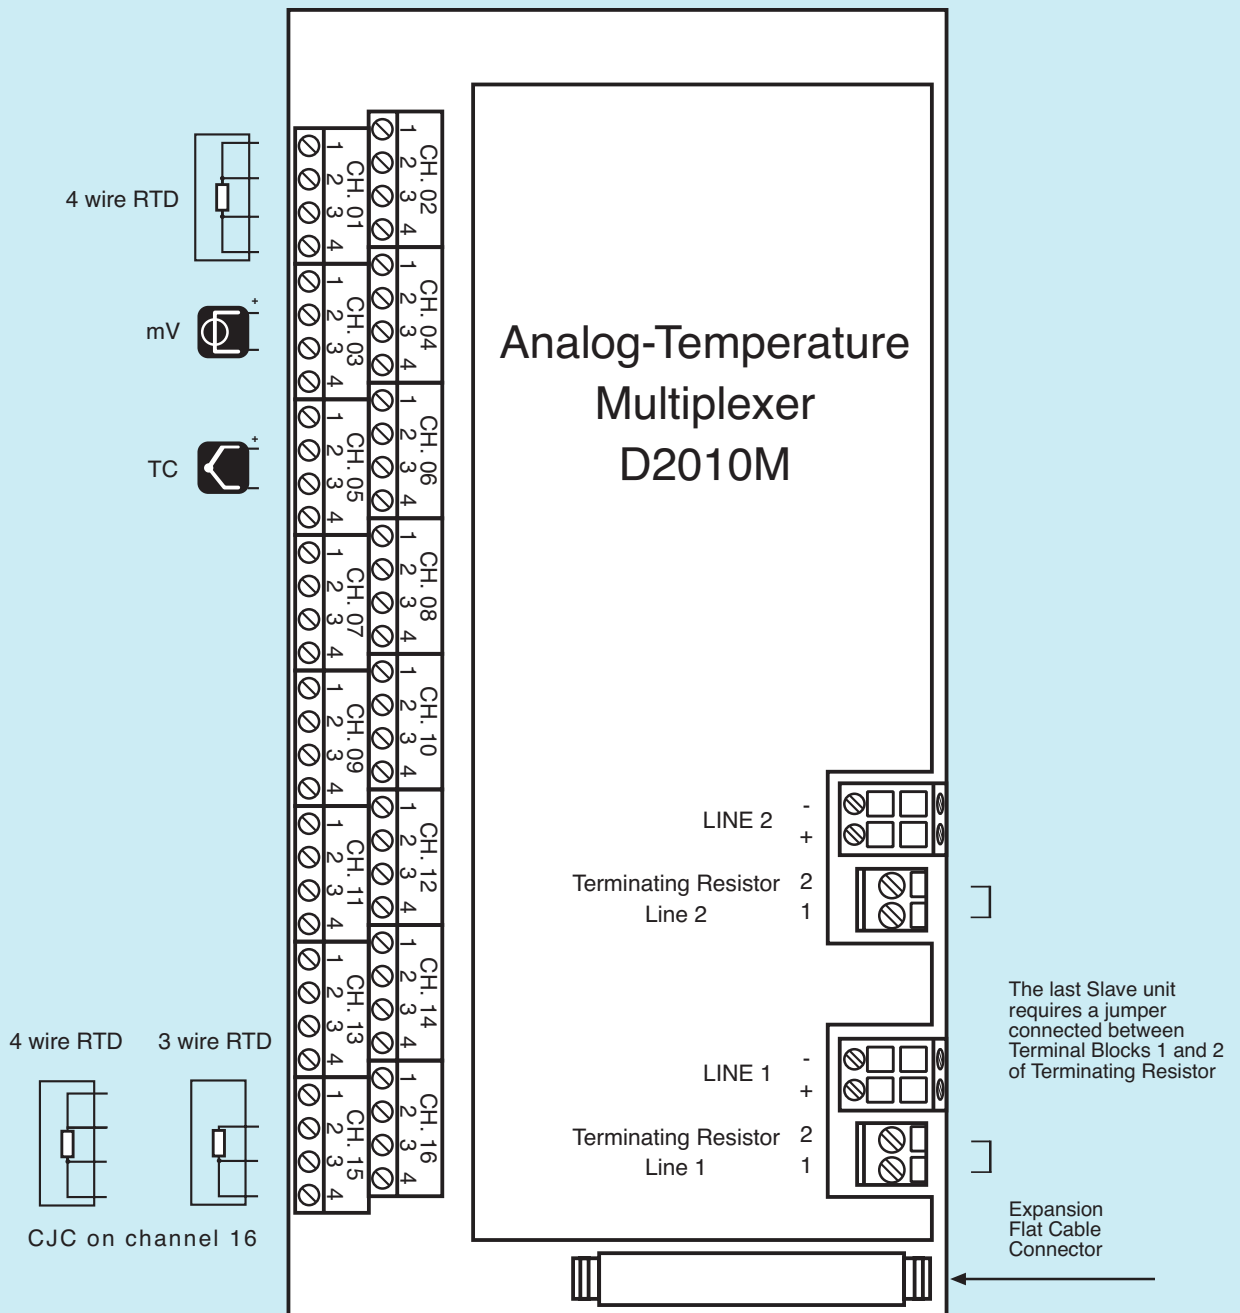 Analog-Temperature
Multiplexer
D2010M
4 wire RTD
mV
+
TC
+
1 2 3 4
CH. 01
1 2 3 4
CH. 02
1 2 3 4
CH. 03
1 2 3 4
CH. 04
1 2 3 4
CH. 05
1 2 3 4
CH. 06
1 2 3 4
CH. 07
1 2 3 4
CH. 08
1 2 3 4
CH. 09
1 2 3 4
CH. 10
1 2 3 4
CH. 11
1 2 3 4
CH. 12
1 2 3 4
CH. 13
1 2 3 4
CH. 14
1 2 3 4
CH. 15
1 2 3 4
CH. 16
4 wire RTD
3 wire RTD
CJC on channel 16
LINE 2
-
+
Terminating Resistor 2
Line 2 1
LINE 1
-
+
Terminating Resistor 2
Line 1 1
The last Slave unit
requires a jumper
connected between
Terminal Blocks 1 and 2
of Terminating Resistor
Expansion
Flat Cable
Connector